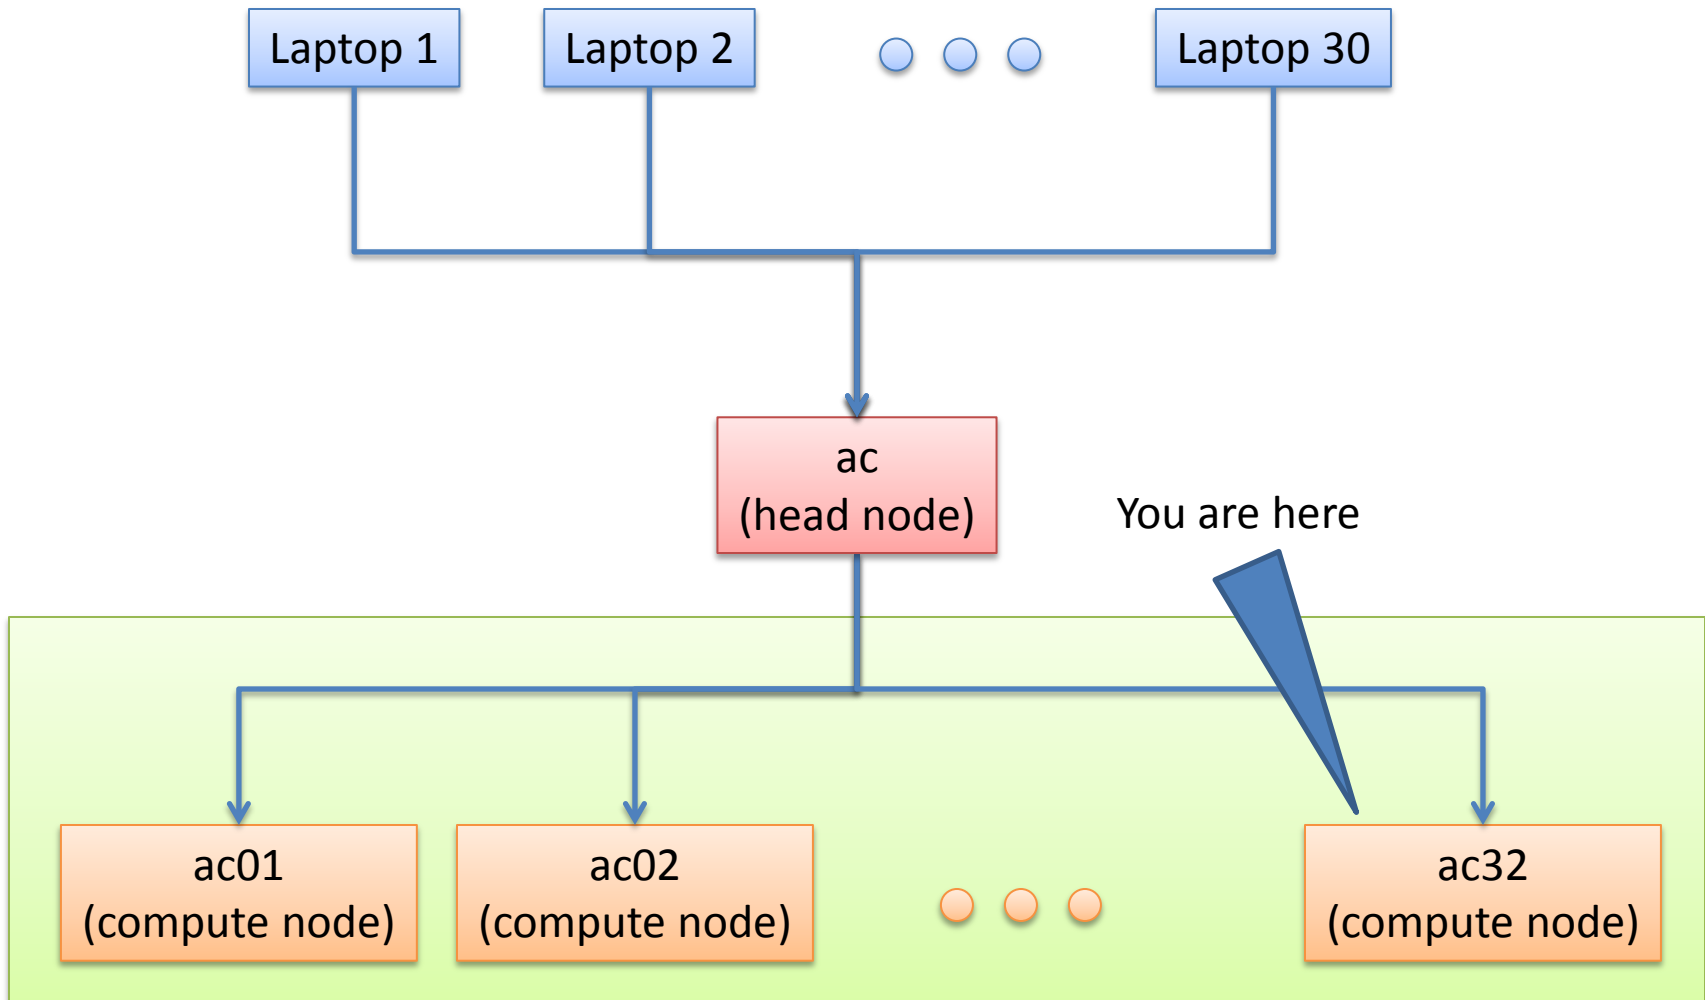 Laptop 1
Laptop 2
Laptop 30
ac
(head node)
You are here
ac01
(compute node)
ac02
(compute node)
ac32
(compute node)